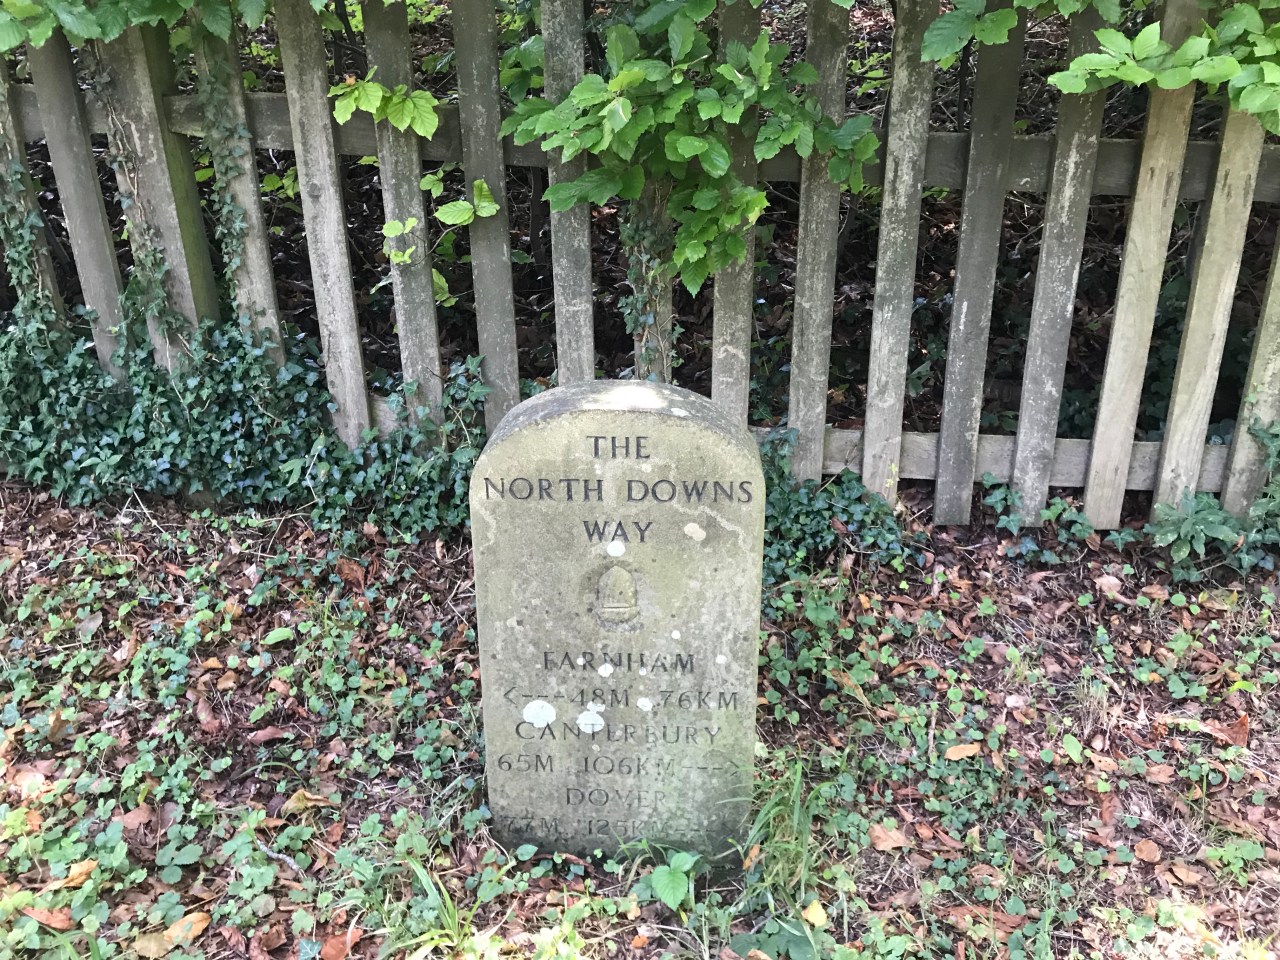 THE
NORTH DOWNS
WAY
FARNHAM
<---48M 76KM
CANTERBURY
65M 106KM--->
DOVER
77M 125KM--